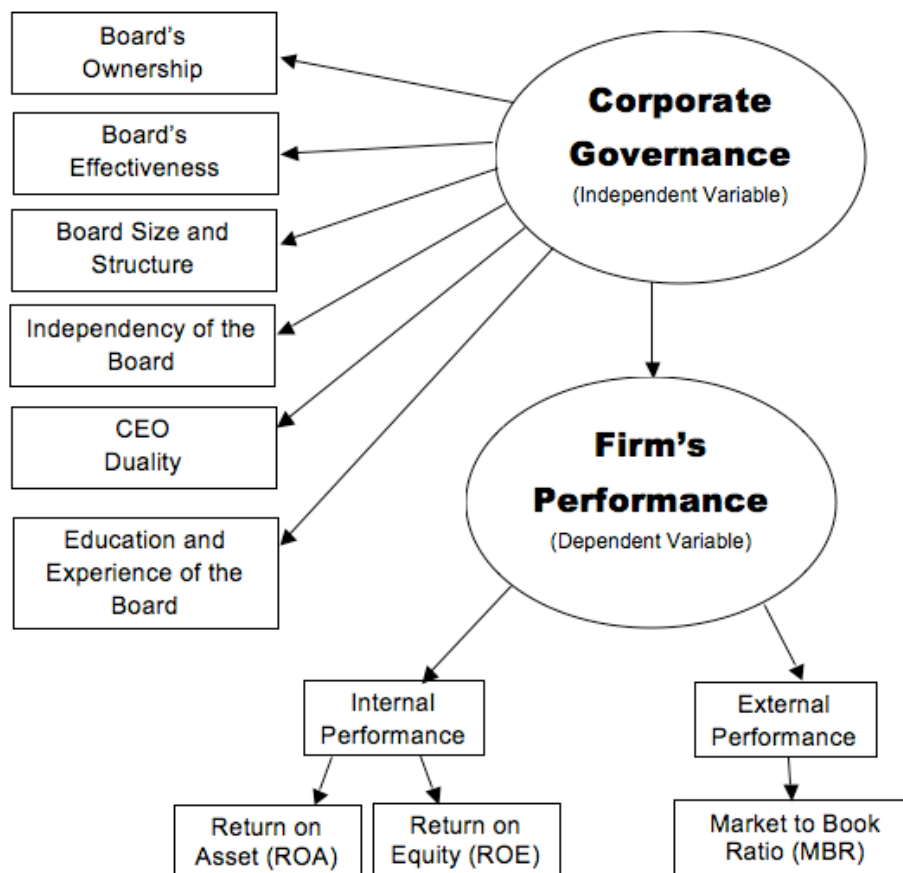 Board's
Ownership
Corporate
Governance
(Independent Variable)
Board's
Effectiveness
Board Size and
Structure
Independency of the
Board
CEO
Duality
Education and
Experience of the
Board
Firm's
Performance
(Dependent Variable)
Internal
Performance
External
Performance
Return on
Asset (ROA)
Return on
Equity (ROE)
Market to Book
Ratio (MBR)